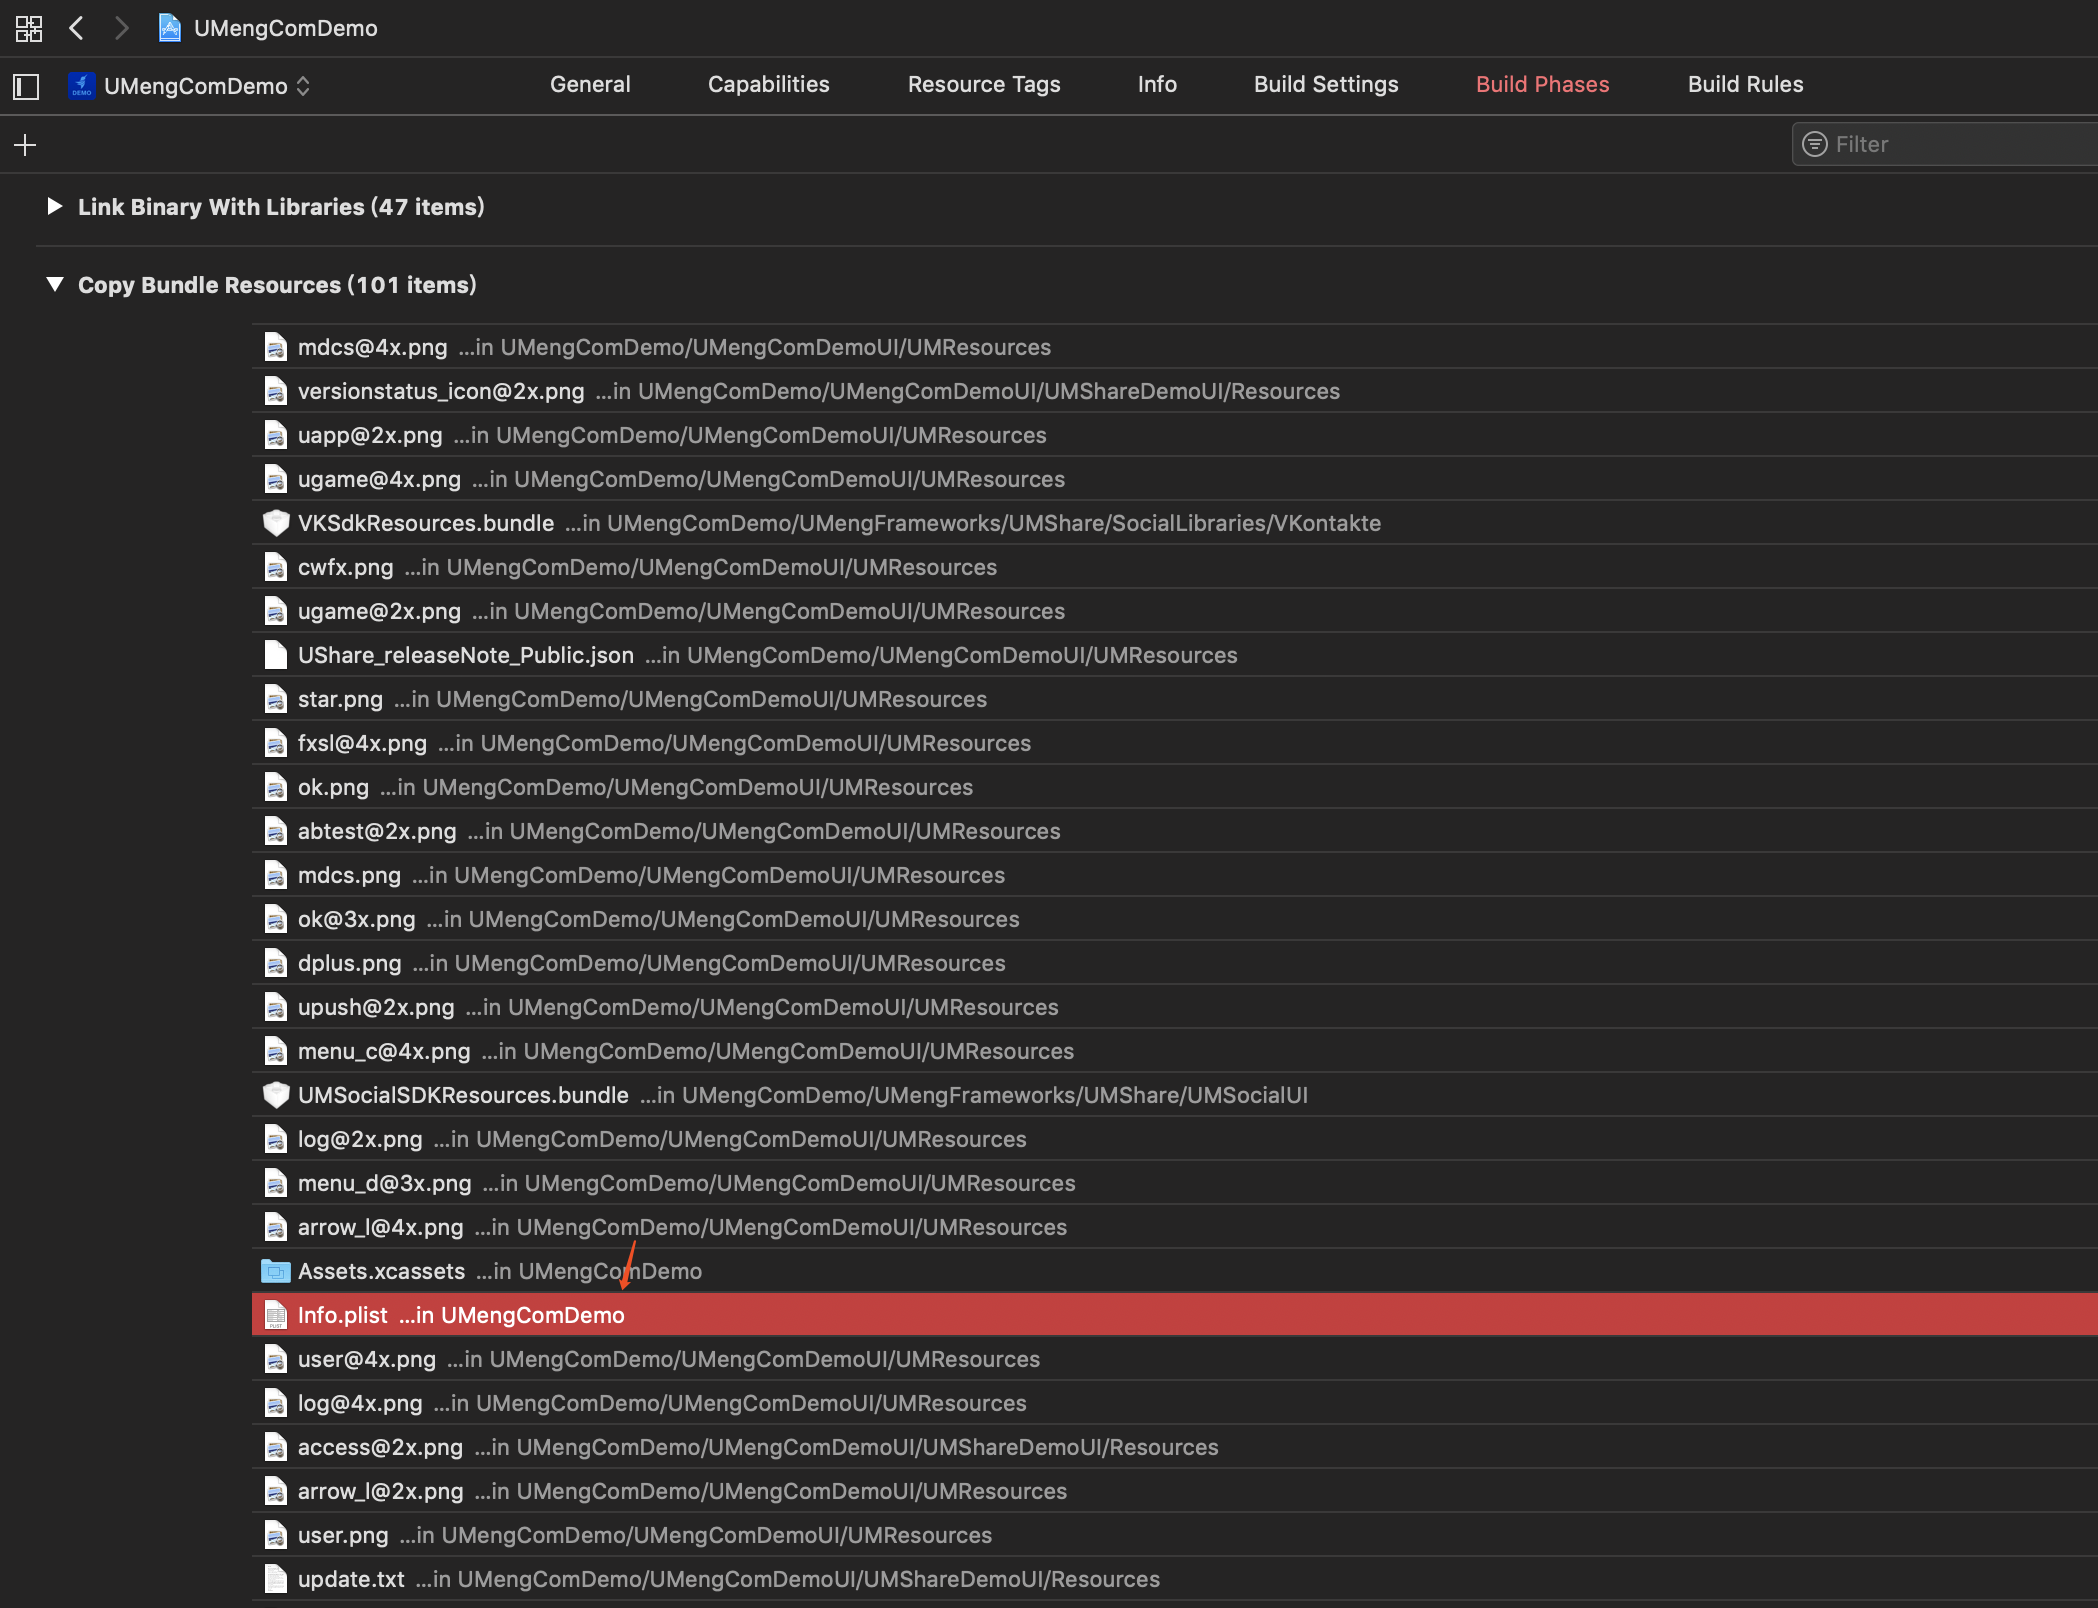 UMengComDemo
UMengComDemo General Capabilities Resource Tags Info Build Settings Build Phases Build Rules
Filter
Link Binary With Libraries (47 items)
Copy Bundle Resources (101 items)
mdcs@4x.png ...in UMengComDemo/UMengComDemoUI/UMResources
versionstatus_icon@2x.png ...in UMengComDemo/UMengComDemoUI/UMShareDemoUI/Resources
uapp@2x.png ...in UMengComDemo/UMengComDemoUI/UMResources
ugame@4x.png ...in UMengComDemo/UMengComDemoUI/UMResources
VKSdkResources.bundle ...in UMengComDemo/UMengFrameworks/UMShare/SocialLibraries/VKontakte
cwfx.png ...in UMengComDemo/UMengComDemoUI/UMResources
ugame@2x.png ...in UMengComDemo/UMengComDemoUI/UMResources
UShare_releaseNote_Public.json ...in UMengComDemo/UMengComDemoUI/UMResources
star.png ...in UMengComDemo/UMengComDemoUI/UMResources
fxsl@4x.png ...in UMengComDemo/UMengComDemoUI/UMResources
ok.png ...in UMengComDemo/UMengComDemoUI/UMResources
abtest@2x.png ...in UMengComDemo/UMengComDemoUI/UMResources
mdcs.png ...in UMengComDemo/UMengComDemoUI/UMResources
ok@3x.png ...in UMengComDemo/UMengComDemoUI/UMResources
dplus.png ...in UMengComDemo/UMengComDemoUI/UMResources
upush@2x.png ...in UMengComDemo/UMengComDemoUI/UMResources
menu_c@4x.png ...in UMengComDemo/UMengComDemoUI/UMResources
UMSocialSDKResources.bundle ...in UMengComDemo/UMengFrameworks/UMShare/UMSocialUI
log@2x.png ...in UMengComDemo/UMengComDemoUI/UMResources
menu_d@3x.png ...in UMengComDemo/UMengComDemoUI/UMResources
arrow_l@4x.png ...in UMengComDemo/UMengComDemoUI/UMResources
Assets.xcassets ...in UMengComDemo
Info.plist ...in UMengComDemo
user@4x.png ...in UMengComDemo/UMengComDemoUI/UMResources
log@4x.png ...in UMengComDemo/UMengComDemoUI/UMResources
access@2x.png ...in UMengComDemo/UMengComDemoUI/UMShareDemoUI/Resources
arrow_l@2x.png ...in UMengComDemo/UMengComDemoUI/UMResources
user.png ...in UMengComDemo/UMengComDemoUI/UMResources
update.txt ...in UMengComDemo/UMengComDemoUI/UMShareDemoUI/Resources